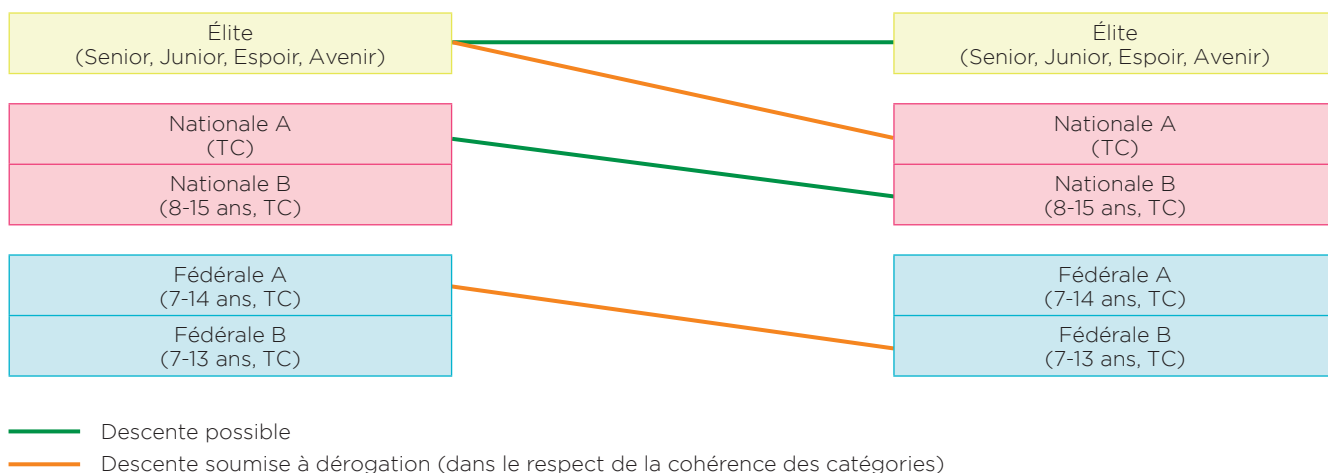 Élite
(Senior, Junior, Espoir, Avenir)
Élite
(Senior, Junior, Espoir, Avenir)
Nationale A
(TC)
Nationale A
(TC)
Nationale B
(8-15 ans, TC)
Nationale B
(8-15 ans, TC)
Fédérale A
(7-14 ans, TC)
Fédérale A
(7-14 ans, TC)
Fédérale B
(7-13 ans, TC)
Fédérale B
(7-13 ans, TC)
Descente possible
Descente soumise à dérogation (dans le respect de la cohérence des catégories)